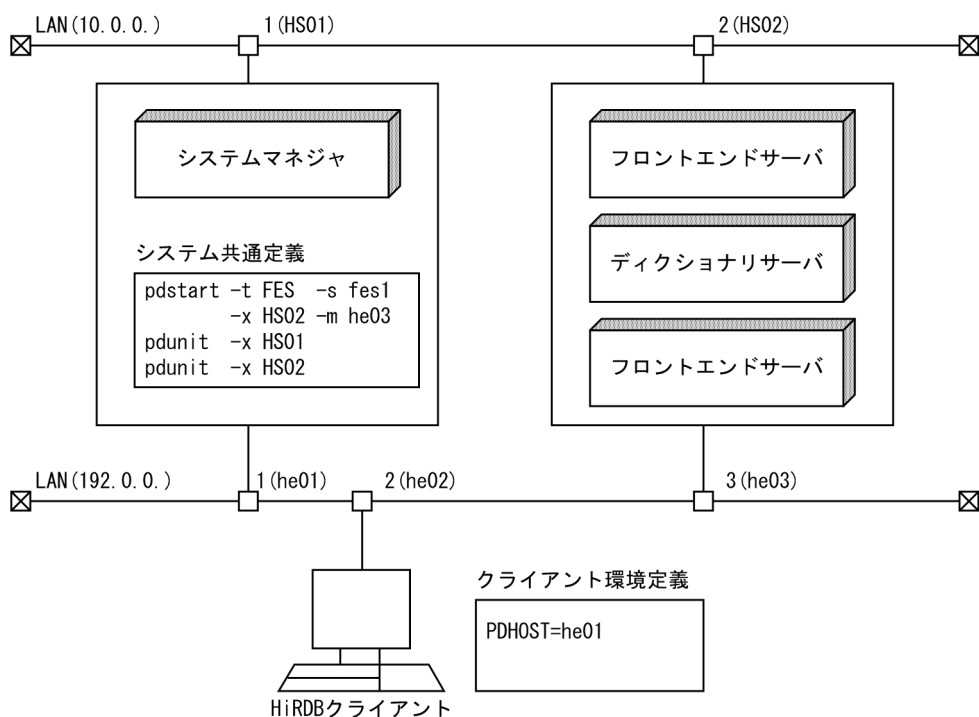 LAN(10.0.0.)
1(HS01)
2(HS02)
システムマネジャ
システム共通定義
pdstart -t FES -s fes1
-x HS02 -m he03
pdunit -x HS01
pdunit -x HS02
フロントエンドサーバ
ディクショナリサーバ
フロントエンドサーバ
LAN(192.0.0.)
1(he01)
2(he02)
3(he03)
クライアント環境定義
PDHOST=he01
HiRDBクライアント